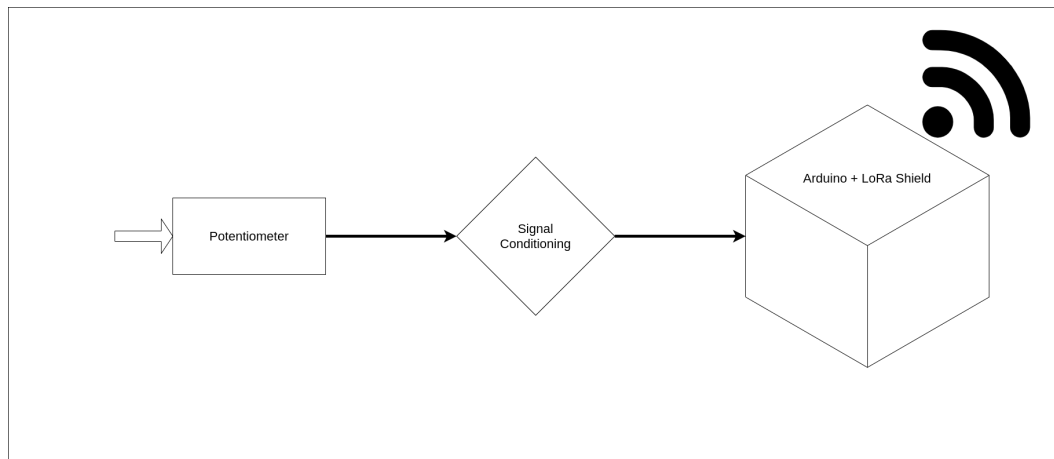 Potentiometer
Signal
Conditioning
Arduino + LoRa Shield